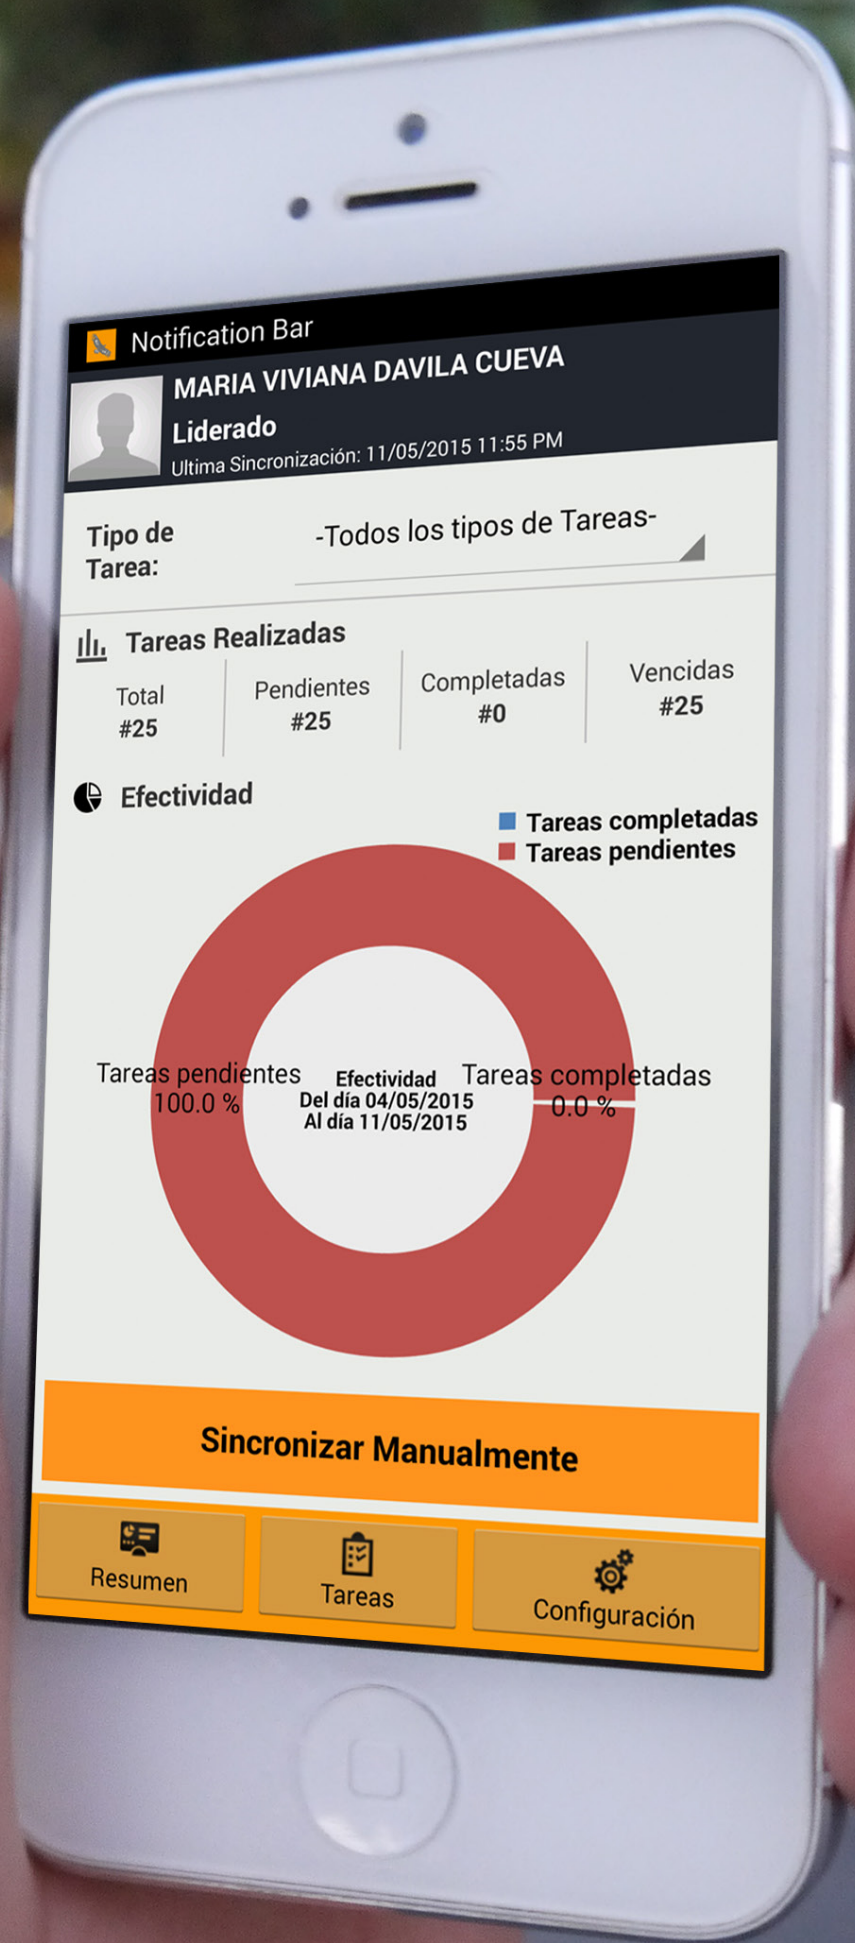 Notification Bar
MARIA VIVIANA DAVILA CUEVA
Liderado
Ultima Sincronización: 11/05/2015 11:55 PM
Tipo de
Tarea:
-Todos los tipos de Tareas-
Tareas Realizadas
Total
#25
Pendientes
#25
Completadas
#0
Vencidas
#25
Efectividad
Tareas completadas
Tareas pendientes
Tareas pendientes
100.0 %
Efectividad
Del día 04/05/2015
Al día 11/05/2015
Tareas completadas
0.0 %
Sincronizar Manualmente
Resumen
Tareas
Configuración